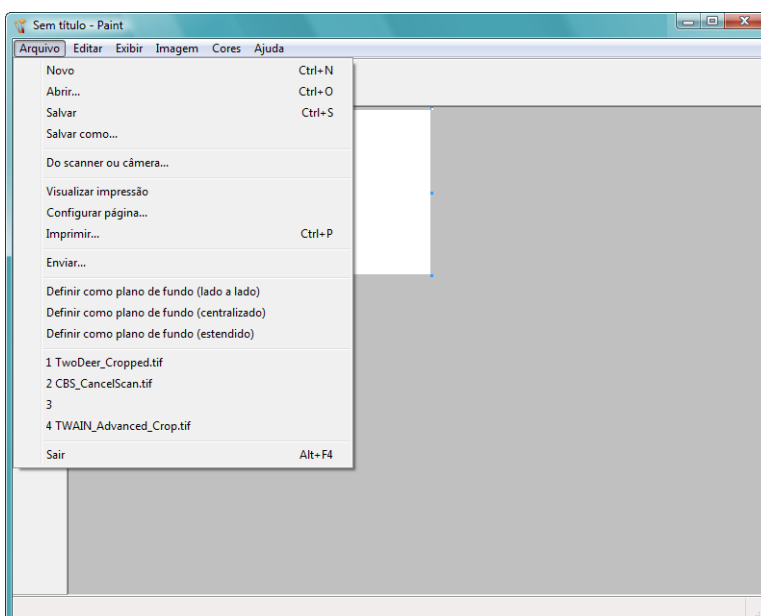 Sem título - Paint
Arquivo Editar Exibir Imagem Cores Ajuda
Novo Ctrl+N
Abrir... Ctrl+O
Salvar Ctrl+S
Salvar como...
Do scanner ou câmera...
Visualizar impressão
Configurar página...
Imprimir... Ctrl+P
Enviar...
Definir como plano de fundo (lado a lado)
Definir como plano de fundo (centralizado)
Definir como plano de fundo (estendido)
1 TwoDeer_Cropped.tif
2 CBS_CancelScan.tif
3
4 TWAIN_Advanced_Crop.tif
Sair Alt+F4